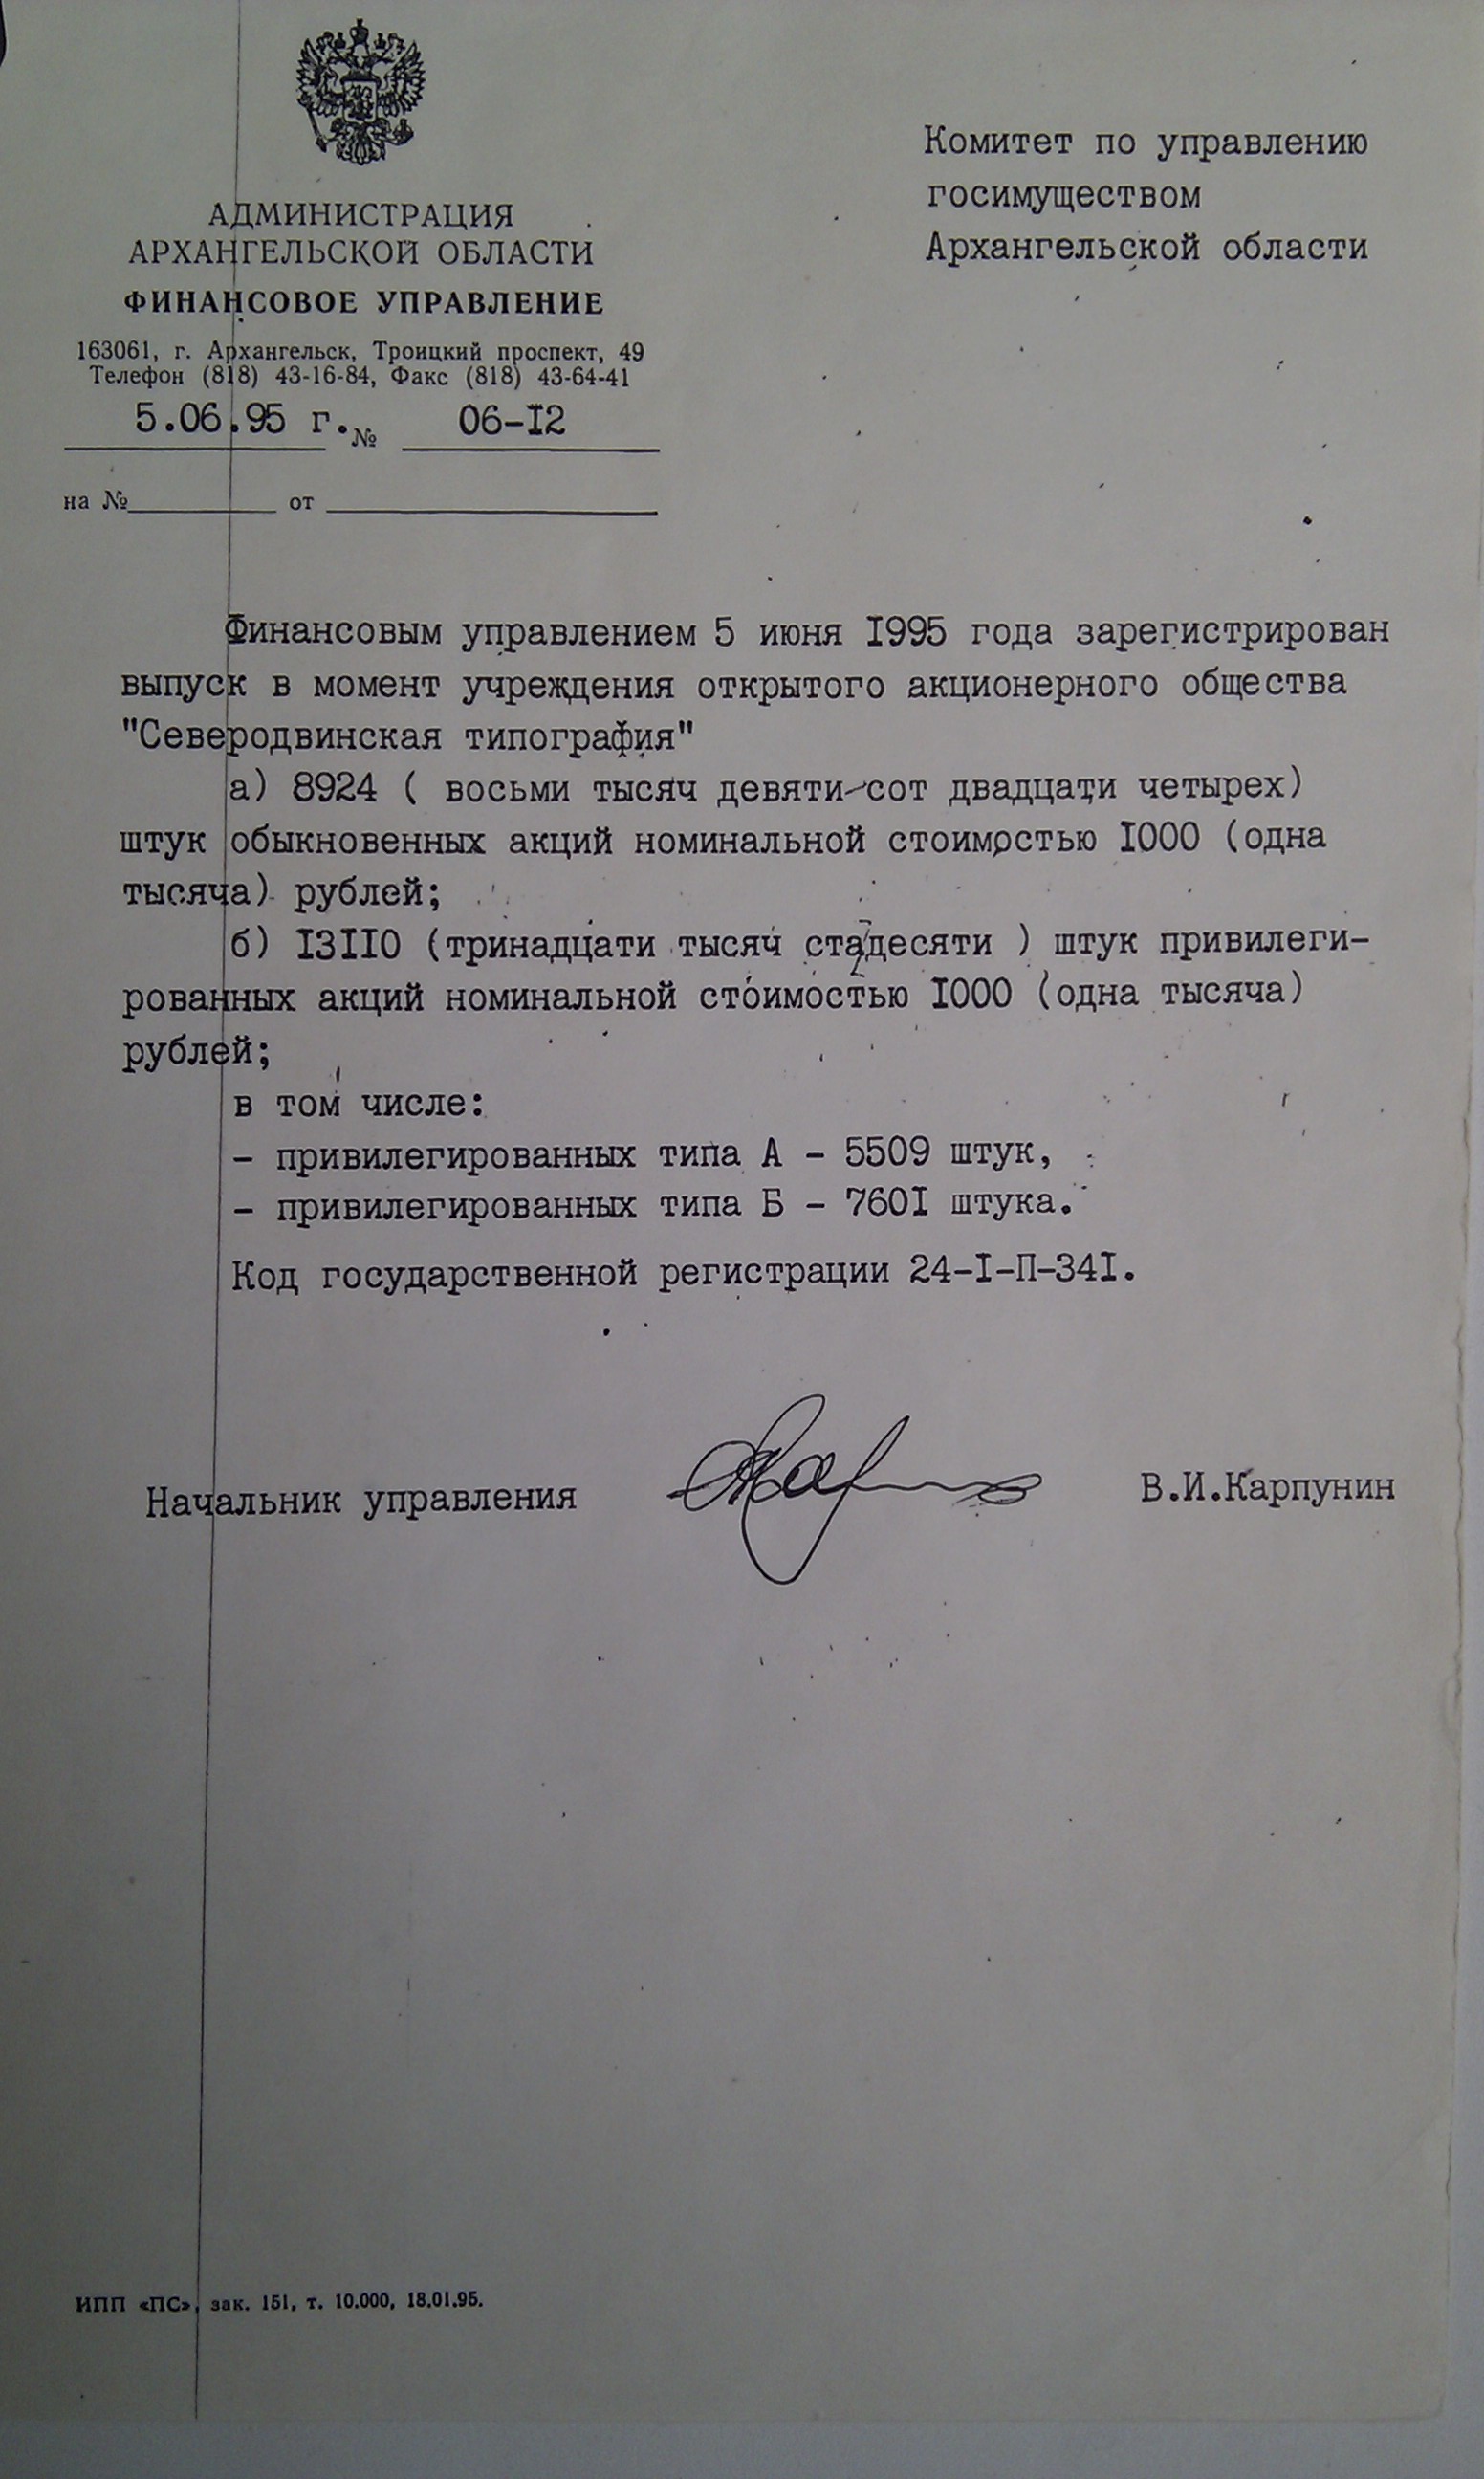 АДМИНИСТРАЦИЯ
АРХАНГЕЛЬСКОЙ ОБЛАСТИ
ФИНАНСОВОЕ УПРАВЛЕНИЕ
163061, г. Архангельск, Троицкий проспект, 49
Телефон (818) 43-16-84, Факс (818) 43-64-41
5.06.95 г. № 06-I2
на № от
Комитет по управлению
госимуществом
Архангельской области
Финансовым управлением 5 июня I995 года зарегистрирован
выпуск в момент учреждения открытого акционерного общества
"Северодвинская типография"
а) 8924 ( восьми тысяч девяти сот двадцати четырех)
штук обыкновенных акций номинальной стоимостью I000 (одна
тысяча) рублей;
б) I3II0 (тринадцати тысяч ста десяти ) штук привилеги-
рованных акций номинальной стоимостью I000 (одна тысяча)
рублей;
в том числе:
- привилегированных типа А - 5509 штук,
- привилегированных типа Б - 760I штука.
Код государственной регистрации 24-I-П-34I.
Начальник управления В.И.Карпунин
ИПП «ПС», зак. 151, т. 10.000, 18.01.95.